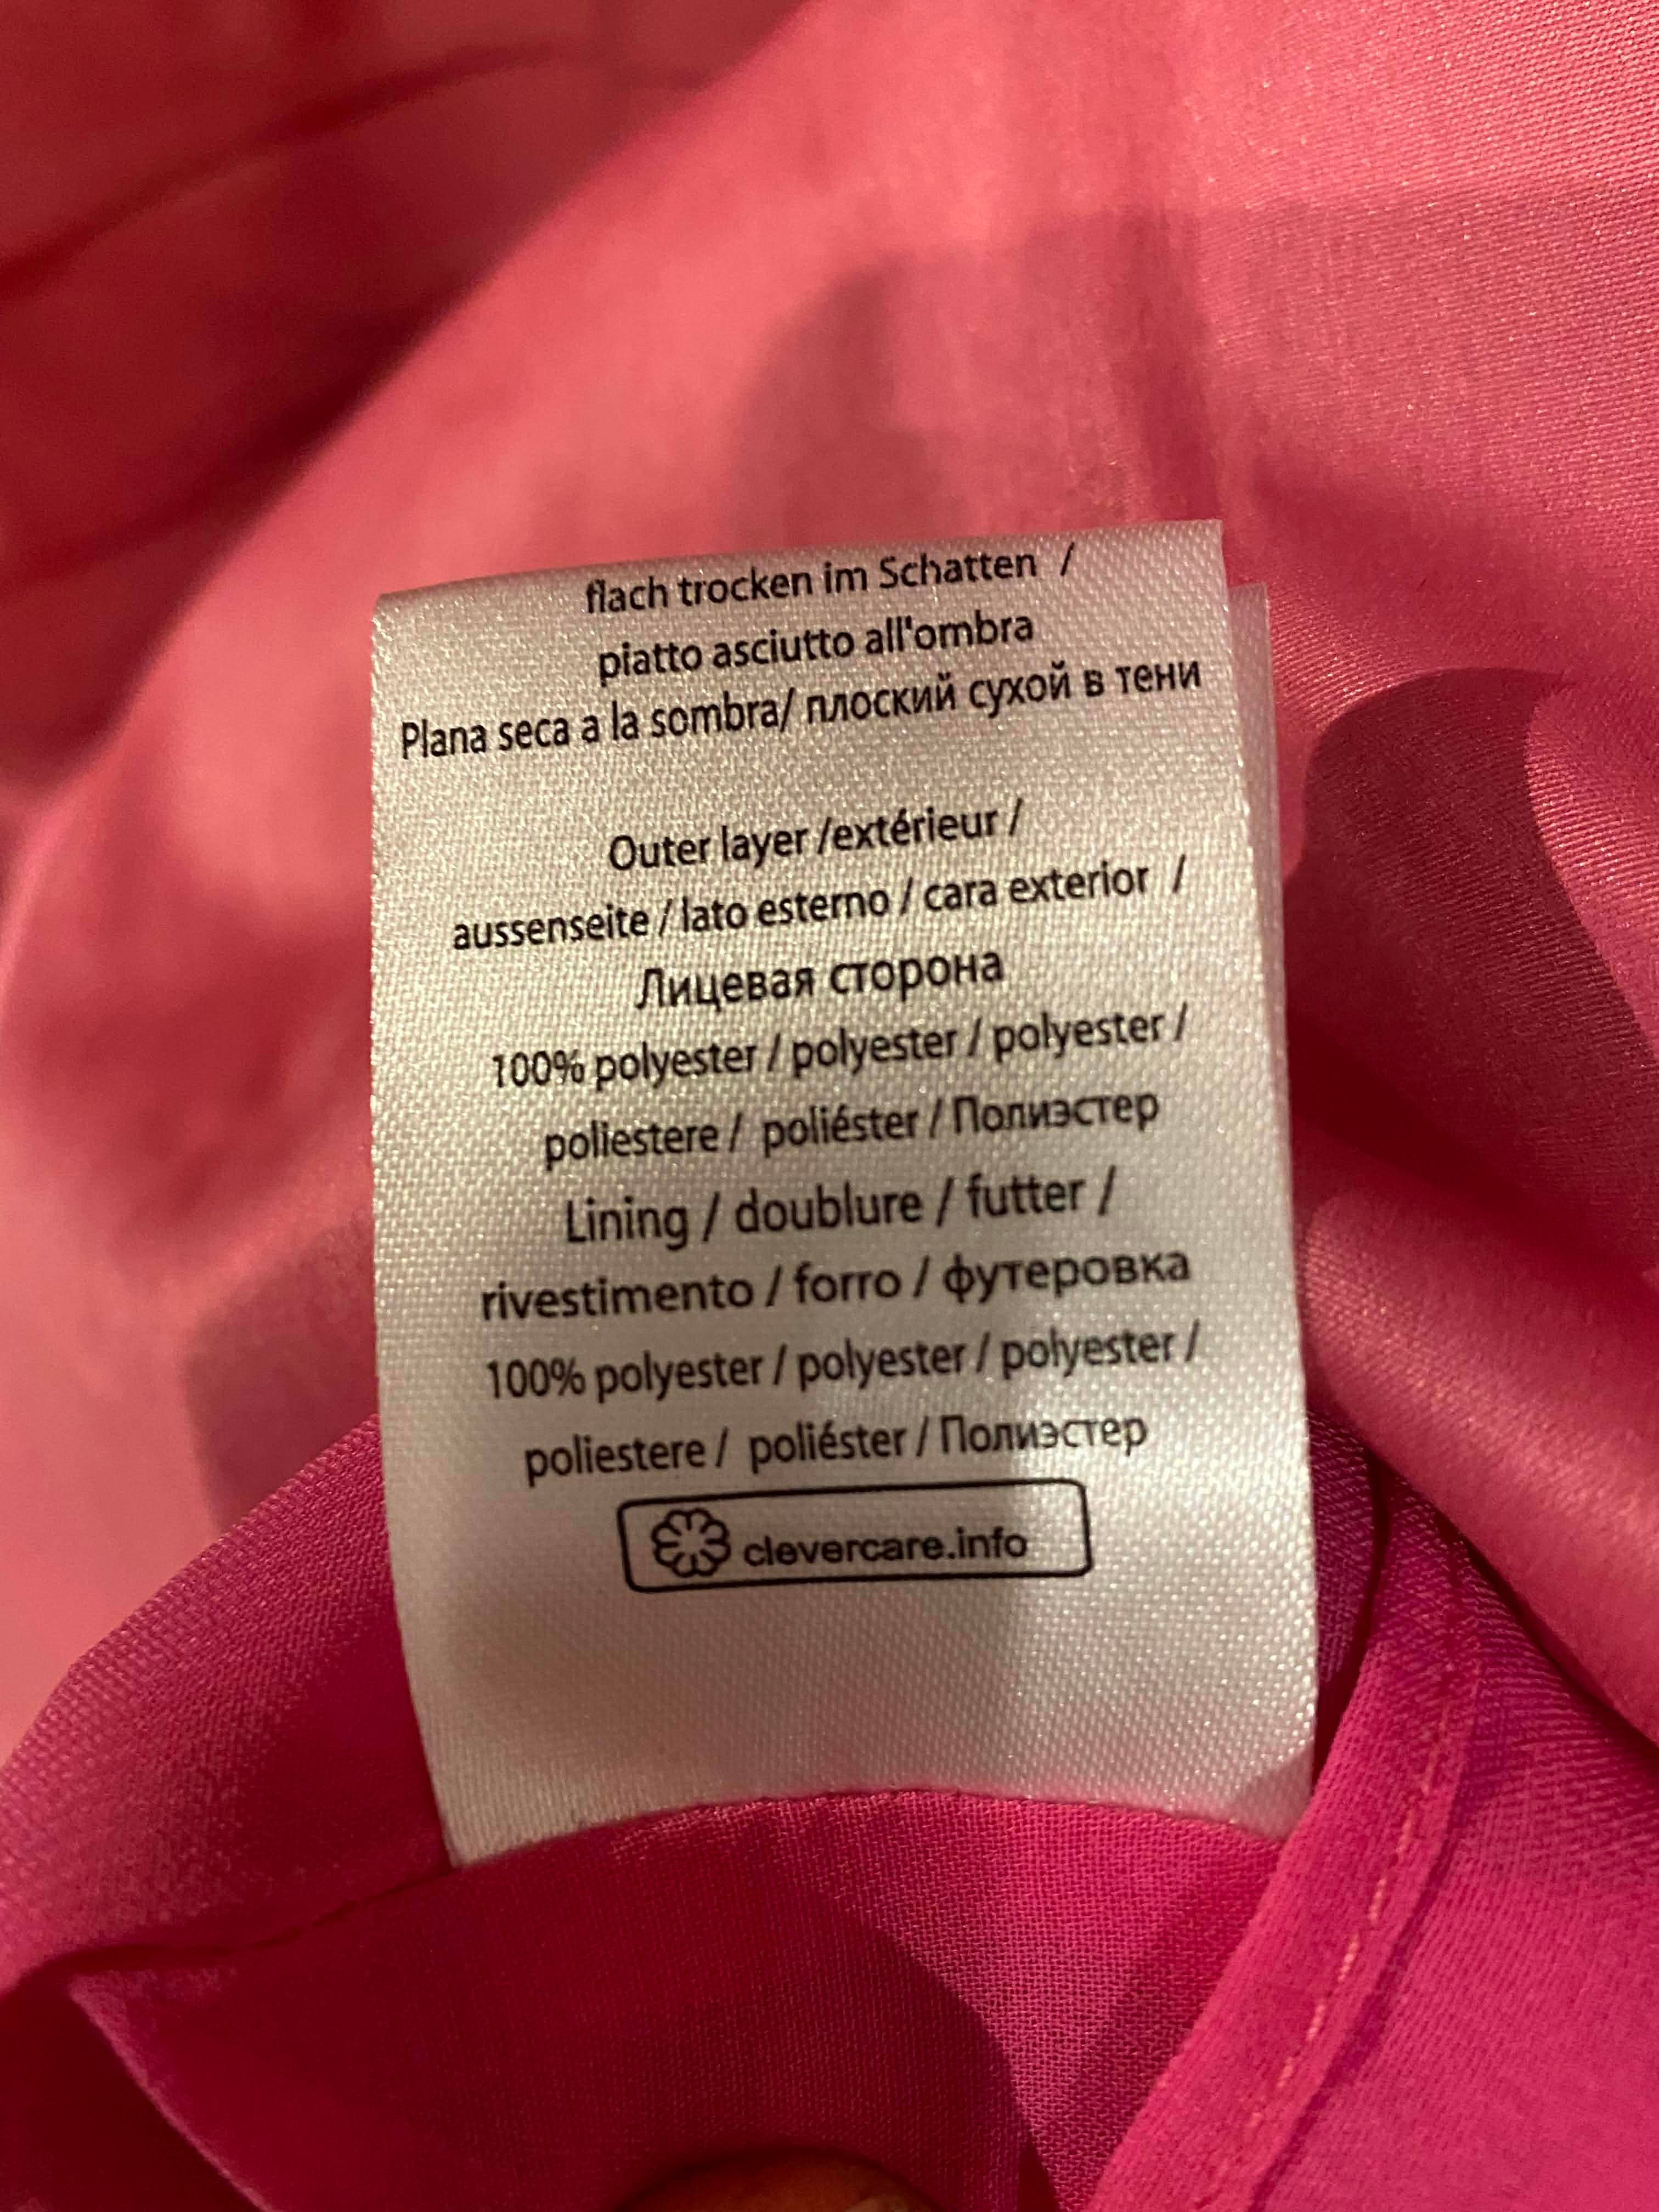 flach trocken im Schatten /
piatto asciutto all'ombra
Plana seca a la sombra/ плоский сухой в тени
Outer layer /extérieur /
aussenseite / lato esterno / cara exterior /
Лицевая сторона
100% polyester / polyester / polyester /
poliestere / poliéster / Полиэстер
Lining / doublure / futter /
rivestimento / forro / футеровка
100% polyester / polyester / polyester /
poliestere / poliéster / Полиэстер
clevercare.info